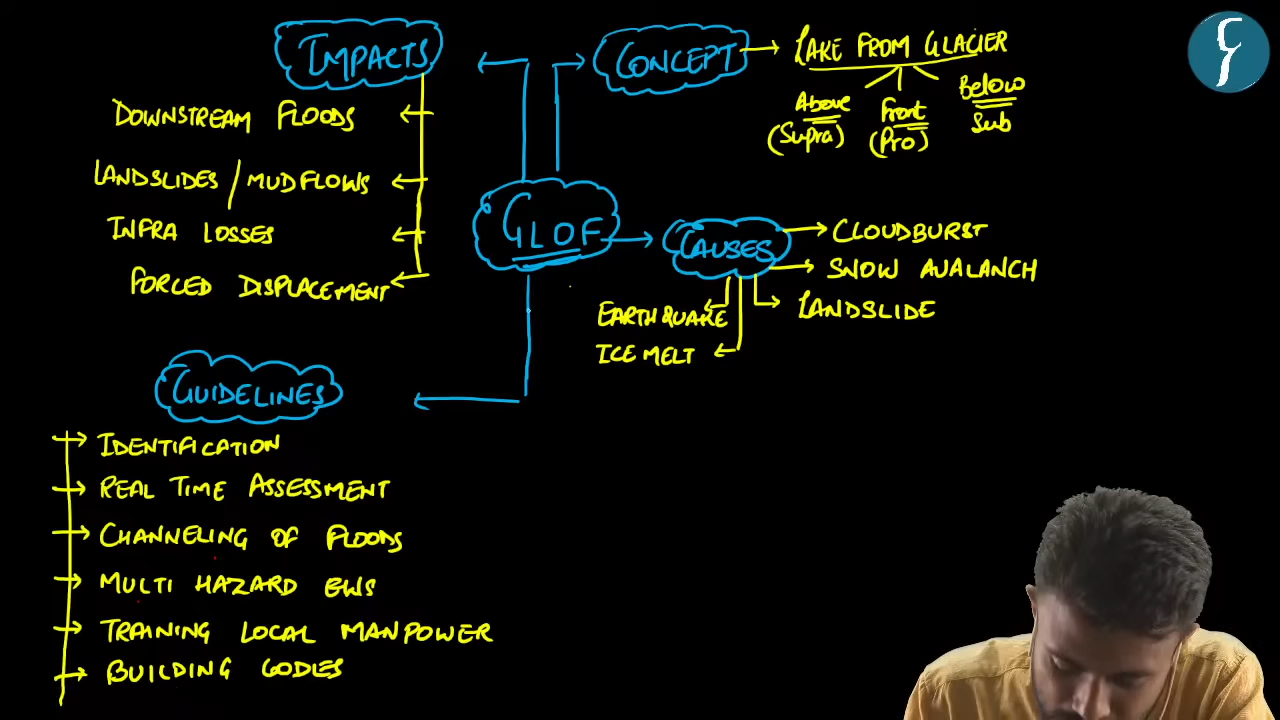 IMPACTS
DOWNSTREAM FLOODS
LANDSLIDES / MUDFLOWS
INFRA LOSSES
FORCED DISPLACEMENT
CONCEPT
LAKE FROM GLACIER
Above
(Supra)
Front
(Pro)
Below
Sub
GLOF
CAUSES
CLOUDBURST
SNOW AVALANCH
LANDSLIDE
EARTHQUAKE
ICE MELT
GUIDELINES
IDENTIFICATION
REAL TIME ASSESSMENT
CHANNELING OF FLOODS
MULTI HAZARD EWS
TRAINING LOCAL MANPOWER
BUILDING CODES